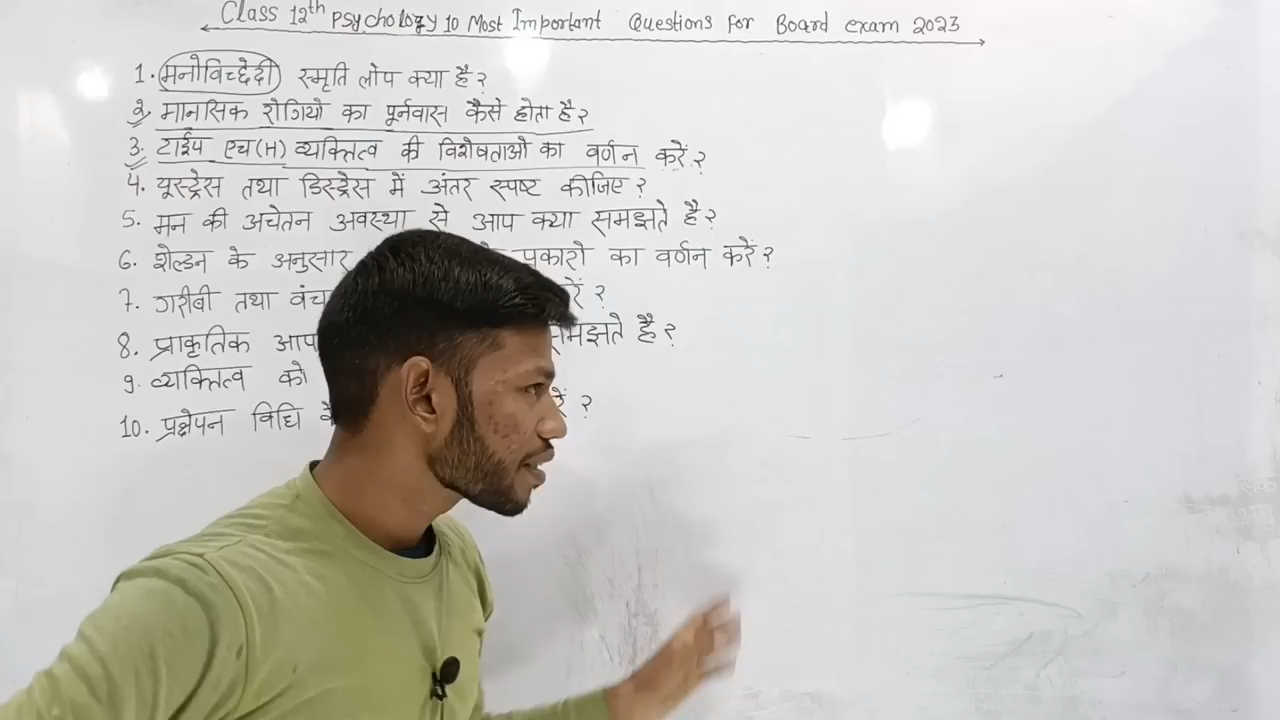 Class 12th Psychology 10 Most Important Questions For Board exam 2023
1. मनोविच्छेदी स्मृति लोप क्या है?
2. मानसिक रोगियो का पूर्नवास कैसे होता है?
3. टाईप एच(H) व्यक्तित्व की विशेषताओ का वर्णन करें?
4. यूस्ट्रेस तथा डिस्ट्रेस में अंतर स्पष्ट कीजिए?
5. मन की अचेतन अवस्था से आप क्या समझते है?
6. शेल्डन के अनुसार प्रकारो का वर्णन करें?
7. गरीबी तथा ?
8. प्राकृतिक समझते है?
9. व्यक्तित्व को
10. प्रक्षेपन विधि ?